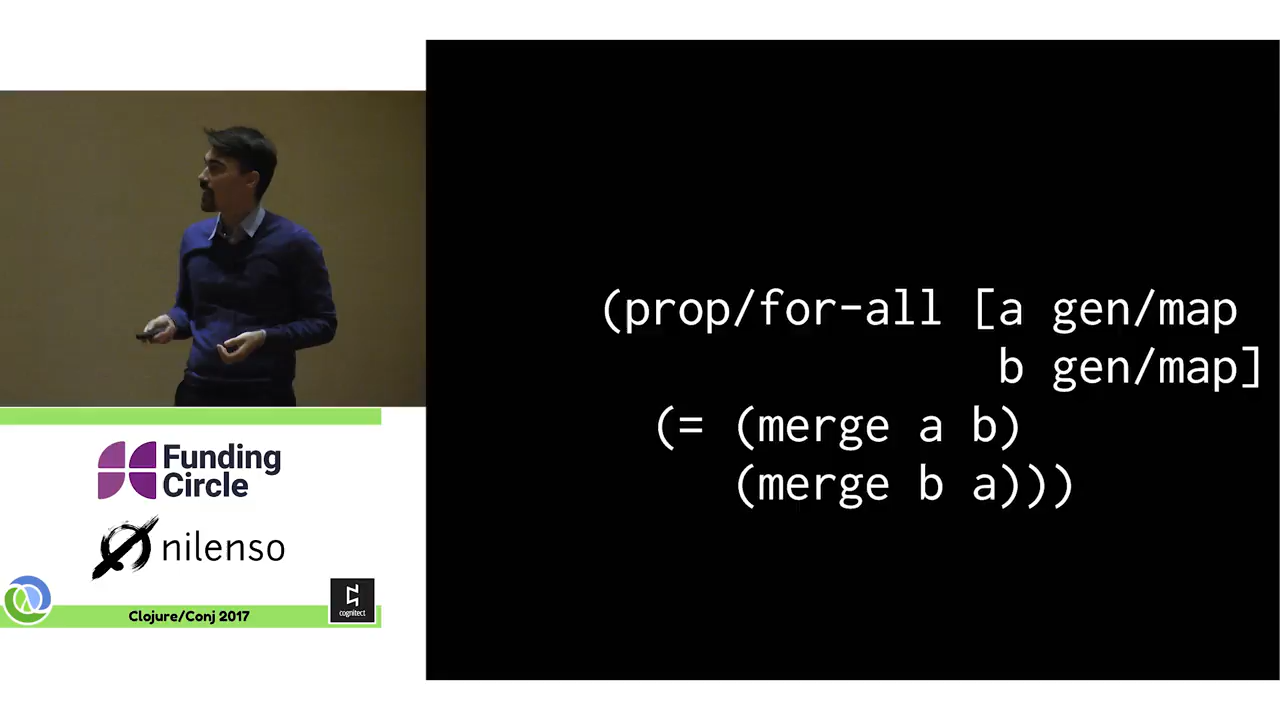 (prop/for-all [a gen/map
b gen/map]
(= (merge a b)
(merge b a)))
Funding
Circle
nilenso
Clojure/Conj 2017
cognitect